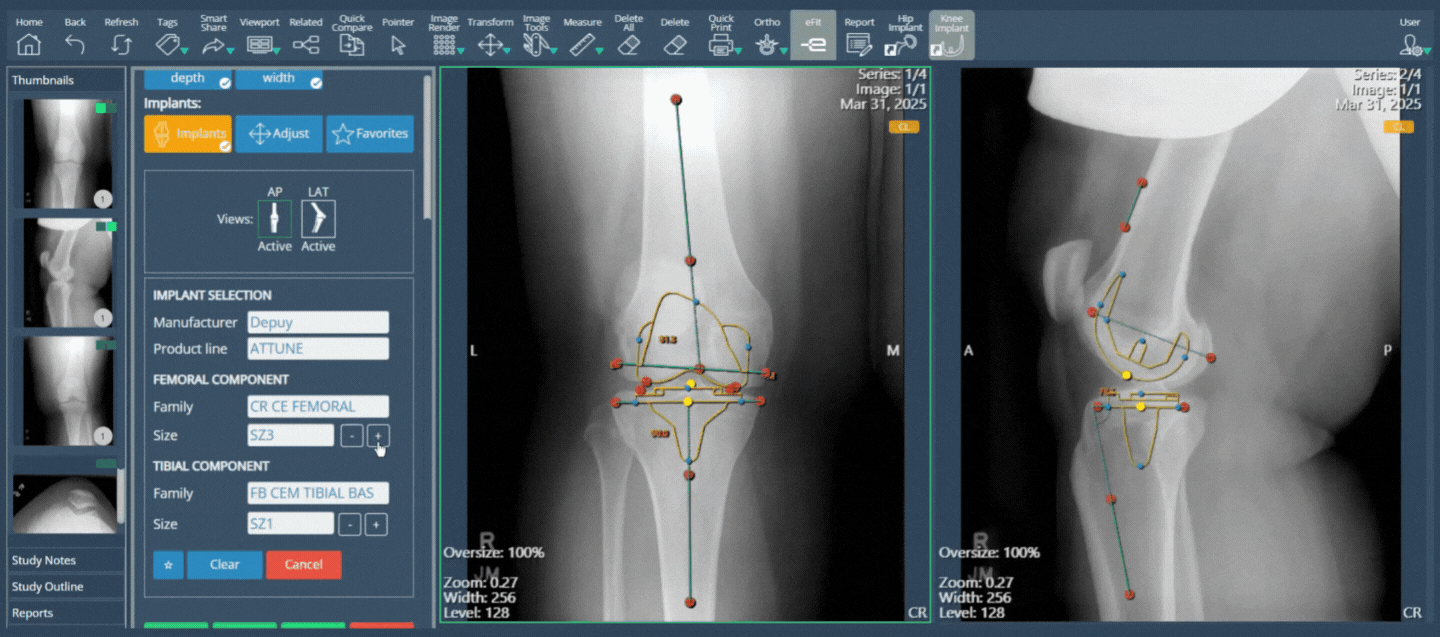 Home
Back
Refresh
Tags
Smart Share
Viewport
Related
Quick Compare
Pointer
Image Render
Transform
Image Tools
Measure
Delete All
Delete
Quick Print
Ortho
eFit
Report
Hip Implant
Knee Implant
User
Thumbnails
1
1
1
Study Notes
Study Outline
Reports
depth
width
Implants:
Implants
Adjust
Favorites
AP
LAT
Views:
Active
Active
IMPLANT SELECTION
Manufacturer
Depuy
Product line
ATTUNE
FEMORAL COMPONENT
Family
CR CE FEMORAL
Size
SZ3
-
+
TIBIAL COMPONENT
Family
FB CEM TIBIAL BAS
Size
SZ1
-
+
Clear
Cancel
Series: 1/4
Image: 1/1
Mar 31, 2025
CL
L
M
R
JM
Oversize: 100%
Zoom: 0.27
Width: 256
Level: 128
CR
Series: 2/4
Image: 1/1
Mar 31, 2025
CL
A
P
R
JM
Oversize: 100%
Zoom: 0.27
Width: 256
Level: 128
CR